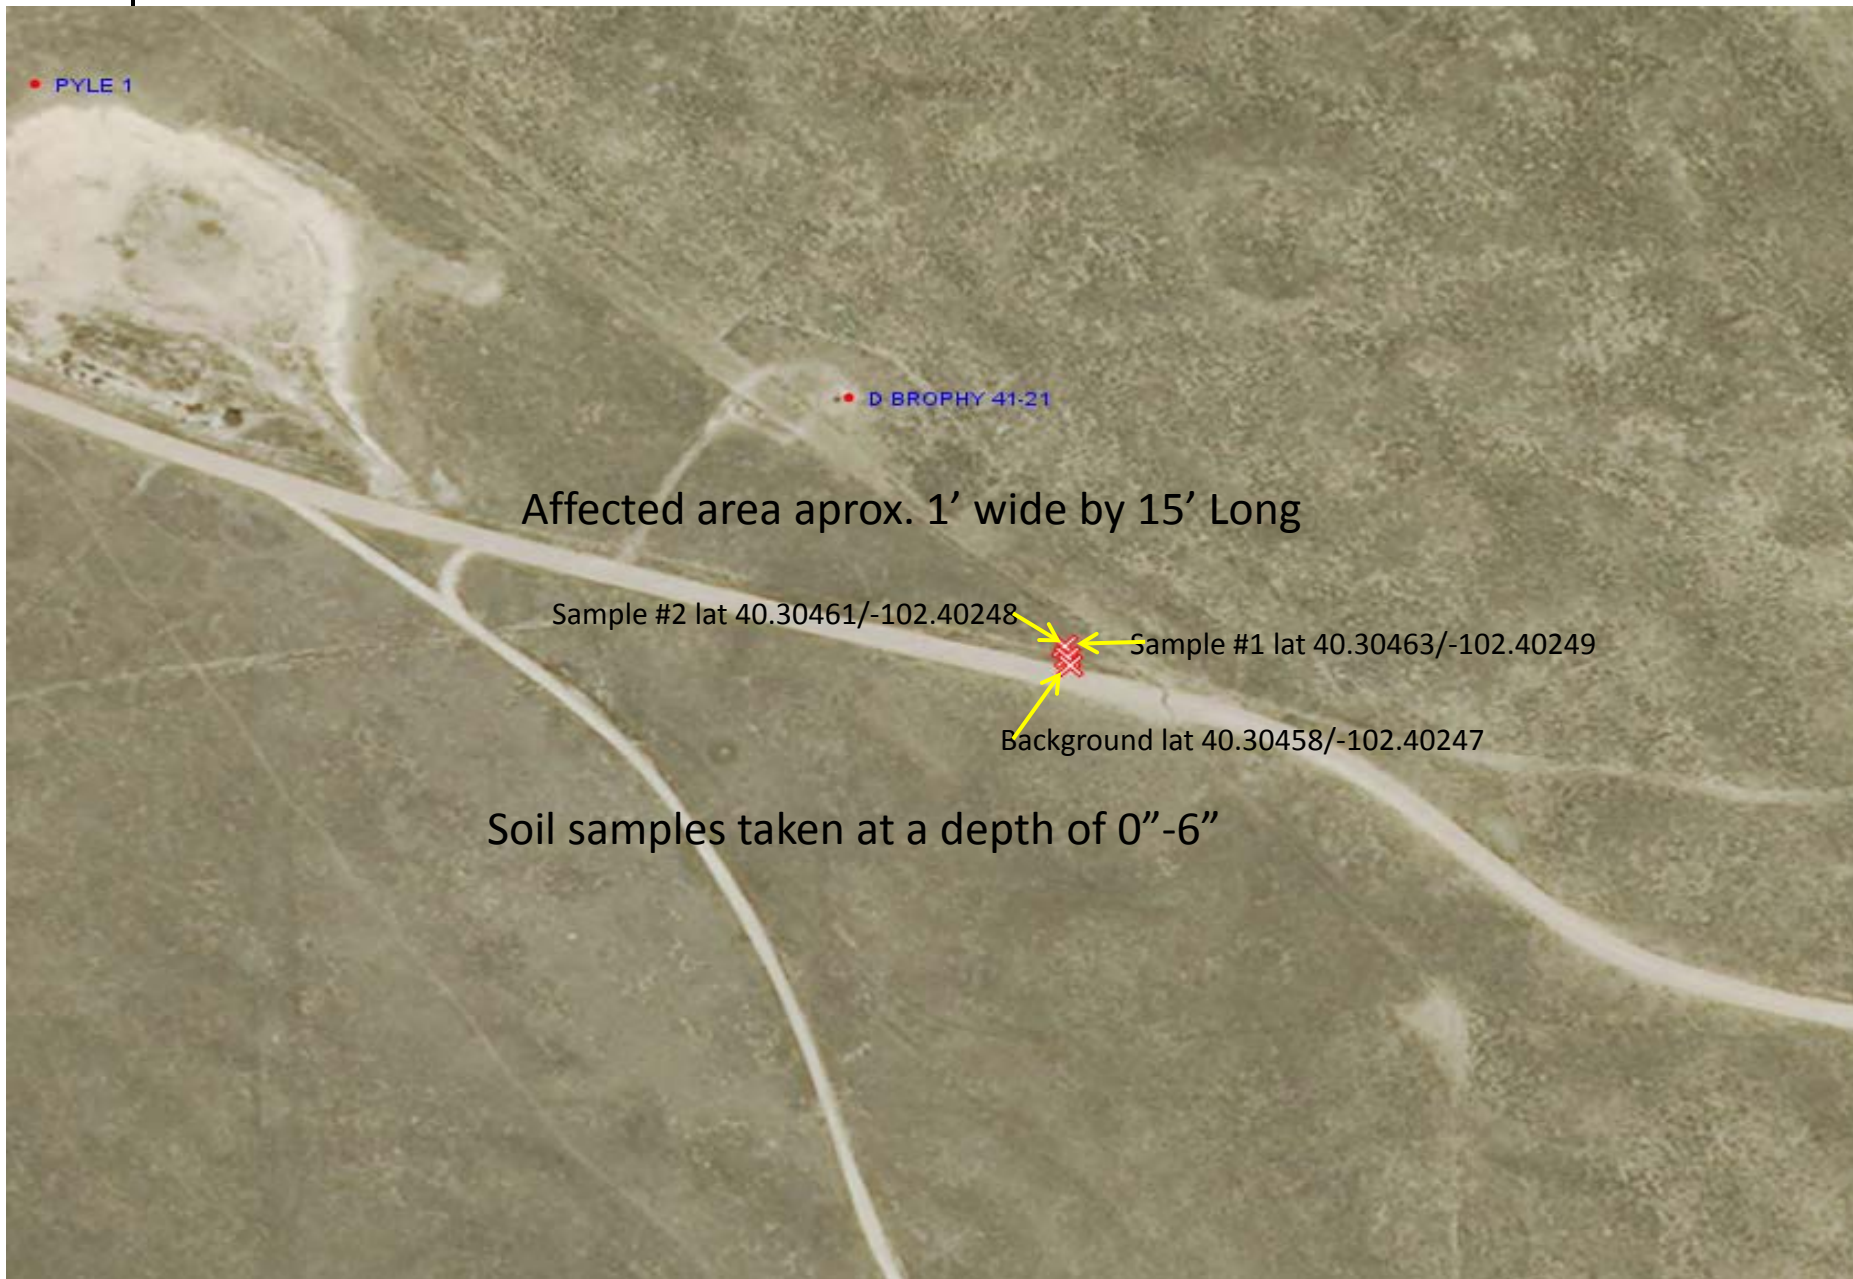 PYLE 1
D BROPHY 41-21
Affected area aprox. 1’ wide by 15’ Long
Sample #2 lat 40.30461/-102.40248
Sample #1 lat 40.30463/-102.40249
Background lat 40.30458/-102.40247
Soil samples taken at a depth of 0”-6”